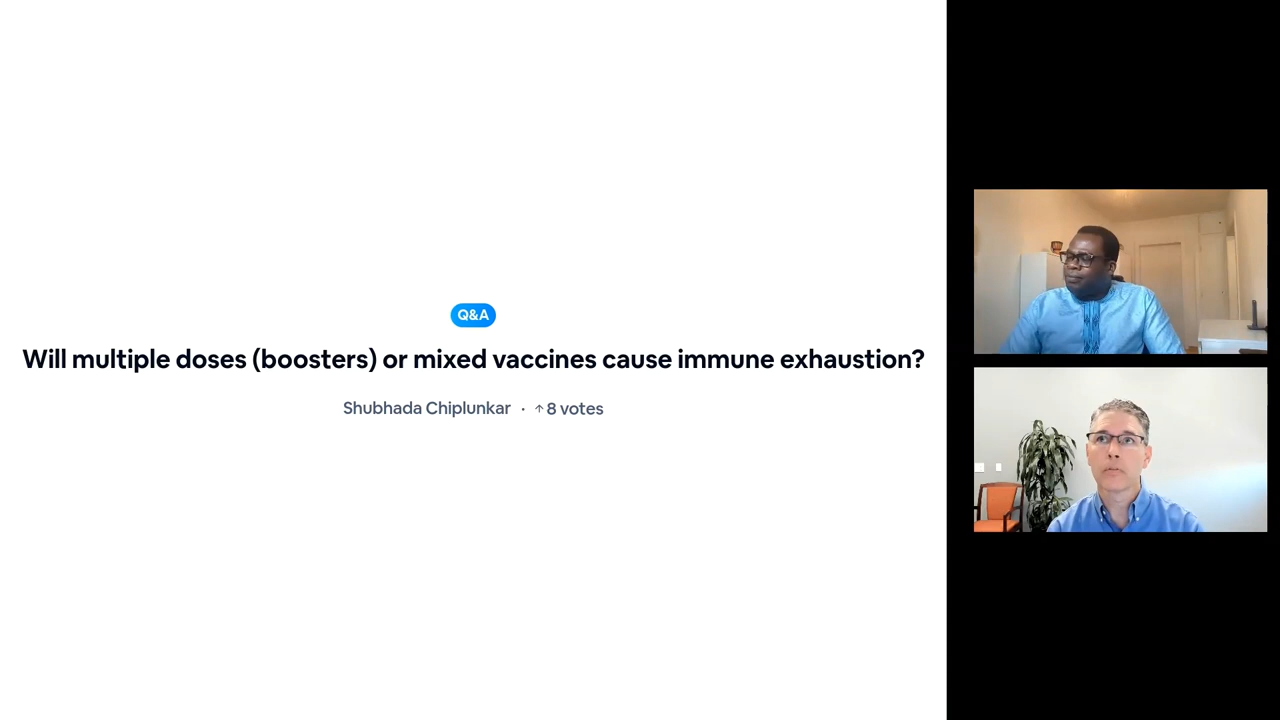 Q&A
Will multiple doses (boosters) or mixed vaccines cause immune exhaustion?
Shubhada Chiplunkar · ↑ 8 votes